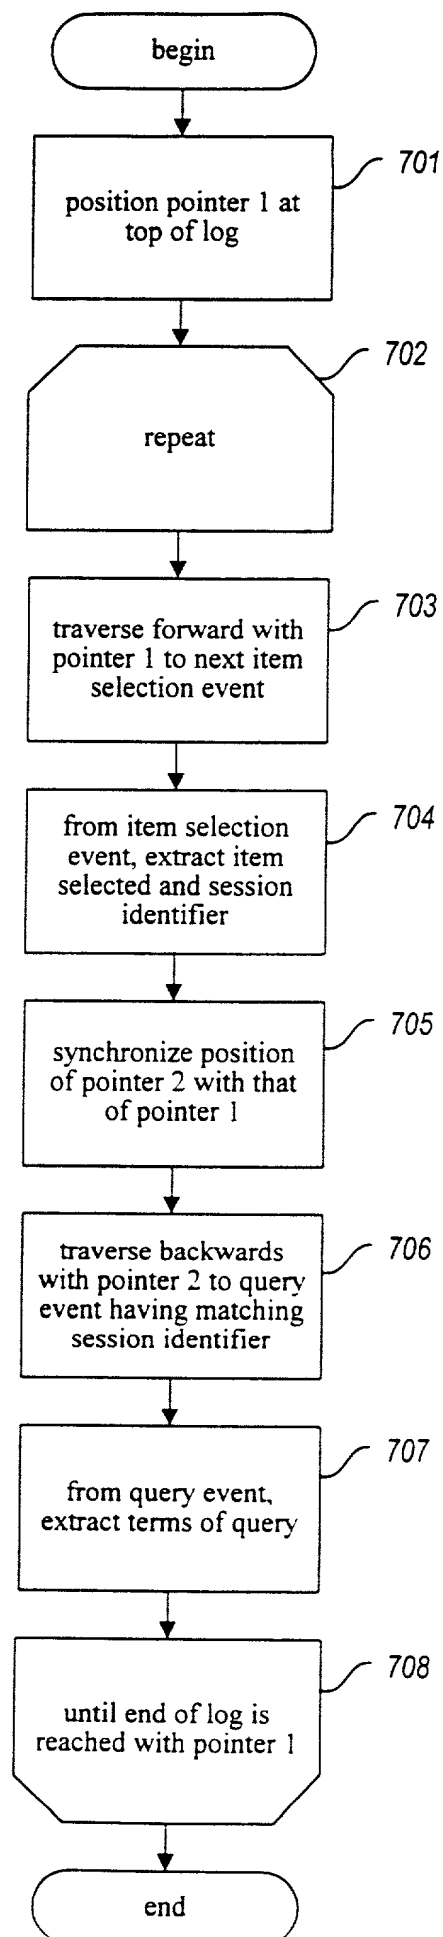 begin
701
position pointer 1 at
top of log
702
repeat
703
traverse forward with
pointer 1 to next item
selection event
704
from item selection
event, extract item
selected and session
identifier
705
synchronize position
of pointer 2 with that
of pointer 1
706
traverse backwards
with pointer 2 to query
event having matching
session identifier
707
from query event,
extract terms of query
708
until end of log is
reached with pointer 1
end